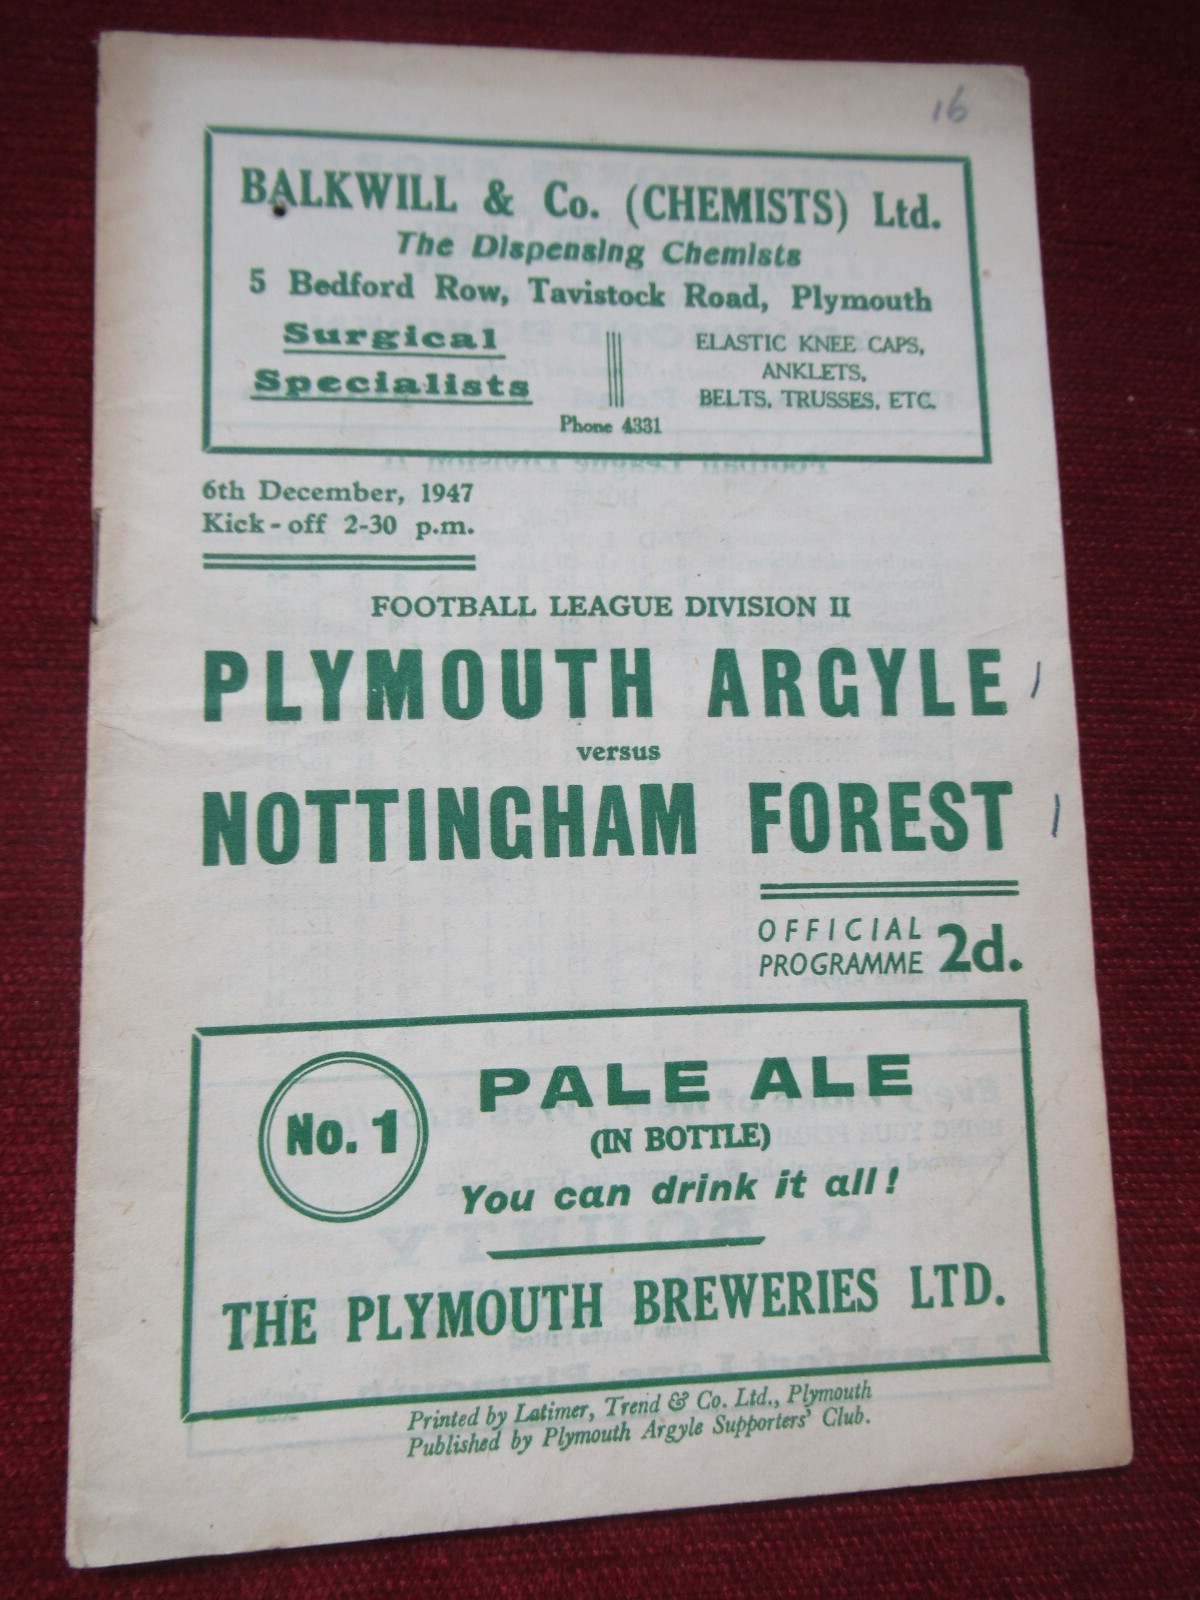 16
BALKWILL & Co. (CHEMISTS) Ltd.
The Dispensing Chemists
5 Bedford Row, Tavistock Road, Plymouth
Surgical
Specialists
ELASTIC KNEE CAPS,
ANKLETS,
BELTS, TRUSSES, ETC.
Phone 4331
6th December, 1947
Kick-off 2-30 p.m.
FOOTBALL LEAGUE DIVISION II
PLYMOUTH ARGYLE 1
versus
NOTTINGHAM FOREST 1
OFFICIAL
PROGRAMME 2d.
No. 1
PALE ALE
(IN BOTTLE)
You can drink it all!
THE PLYMOUTH BREWERIES LTD.
Printed by Latimer, Trend & Co. Ltd., Plymouth
Published by Plymouth Argyle Supporters' Club.